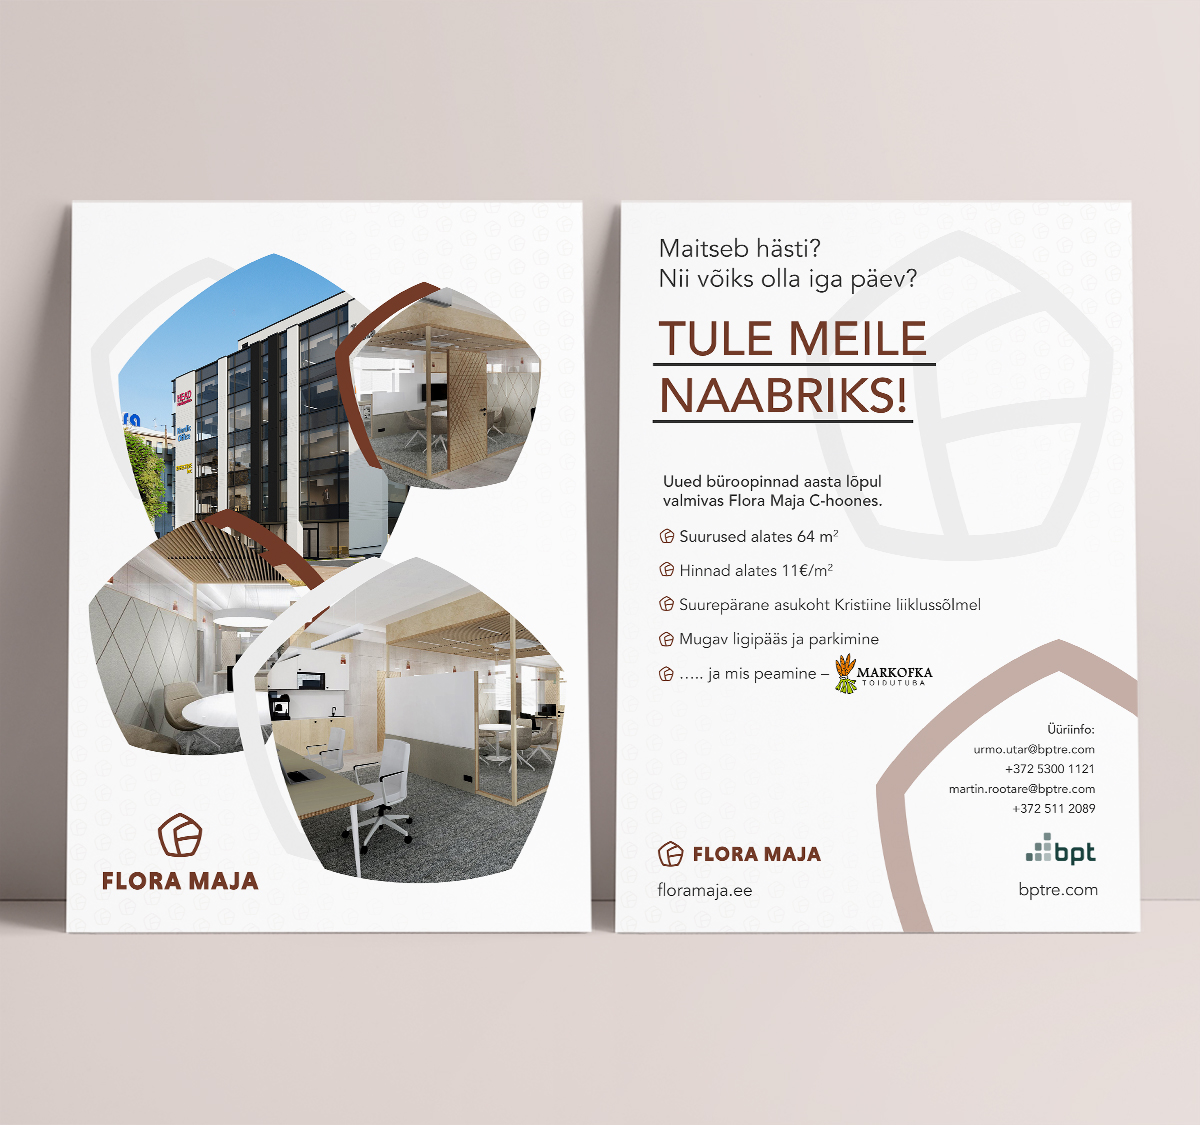 HEAD
Nordic
Office
FLORA MAJA
Maitseb hästi?
Nii võiks olla iga päev?
TULE MEILE
NAABRIKS!
Uued büroopinnad aasta lõpul
valmivas Flora Maja C-hoones.
Suurused alates 64 m²
Hinnad alates 11€/m²
Suurepärane asukoht Kristiine liiklussõlmel
Mugav ligipääs ja parkimine
..... ja mis peamine – MARKOFKA
TOIDUTUBA
Üüriinfo:
urmo.utar@bptre.com
+372 5300 1121
martin.rootare@bptre.com
+372 511 2089
FLORA MAJA
floramaja.ee
bpt
bptre.com